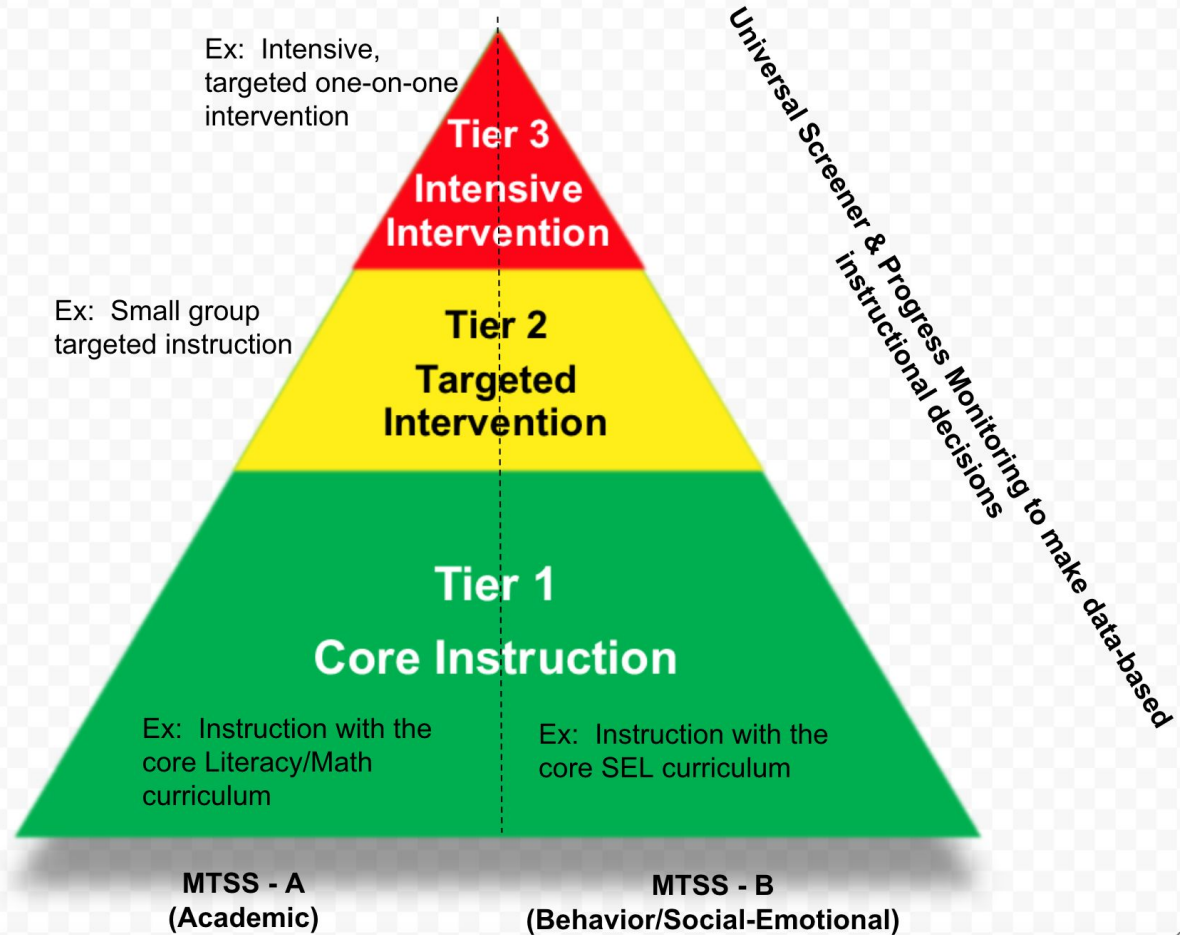 Ex:  Intensive,
targeted one-on-one
intervention
Tier 3
Intensive
Intervention
Ex:  Small group
targeted instruction
Tier 2
Targeted
Intervention
Universal Screener & Progress Monitoring to make data-based
instructional decisions
Tier 1
Core Instruction
Ex:  Instruction with the
core Literacy/Math
curriculum
Ex:  Instruction with the
core SEL curriculum
MTSS - A
(Academic)
MTSS - B
(Behavior/Social-Emotional)